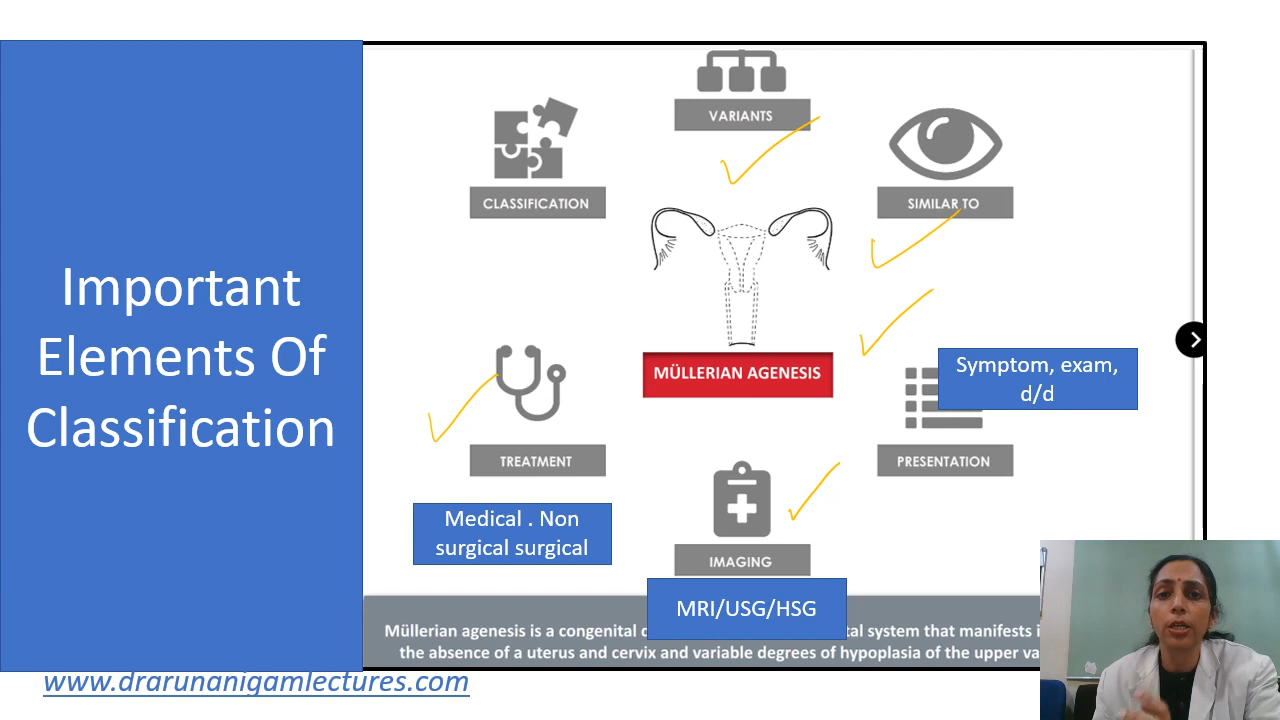 Important
Elements Of
Classification
VARIANTS
CLASSIFICATION
SIMILAR TO
MÜLLERIAN AGENESIS
Symptom, exam,
d/d
TREATMENT
PRESENTATION
Medical . Non
surgical surgical
IMAGING
MRI/USG/HSG
Müllerian agenesis is a congenital system that manifests
the absence of a uterus and cervix and variable degrees of hypoplasia of the upper
www.drarunanigamlectures.com